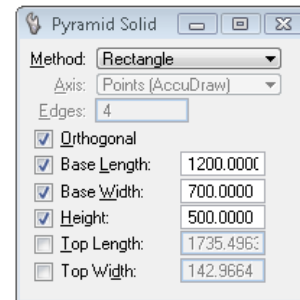 Pyramid Solid
Method: Rectangle
Axis: Points (AccuDraw)
Edges: 4
Orthogonal
Base Length: 1200.0000
Base Width: 700.0000
Height: 500.0000
Top Length: 1735.4963
Top Width: 142.9664